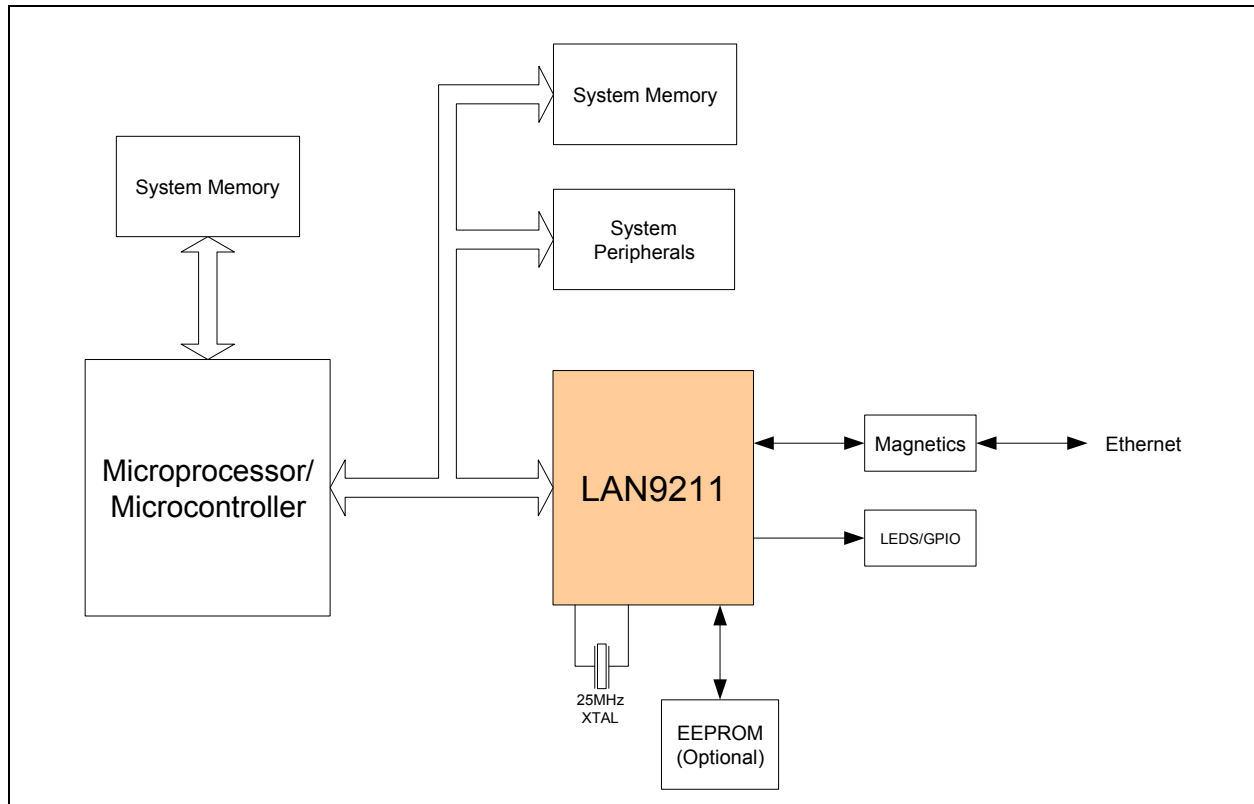 System Memory
System Memory
System
Peripherals
Microprocessor/
Microcontroller
LAN9211
Magnetics
Ethernet
LEDS/GPIO
25MHz
XTAL
EEPROM
(Optional)